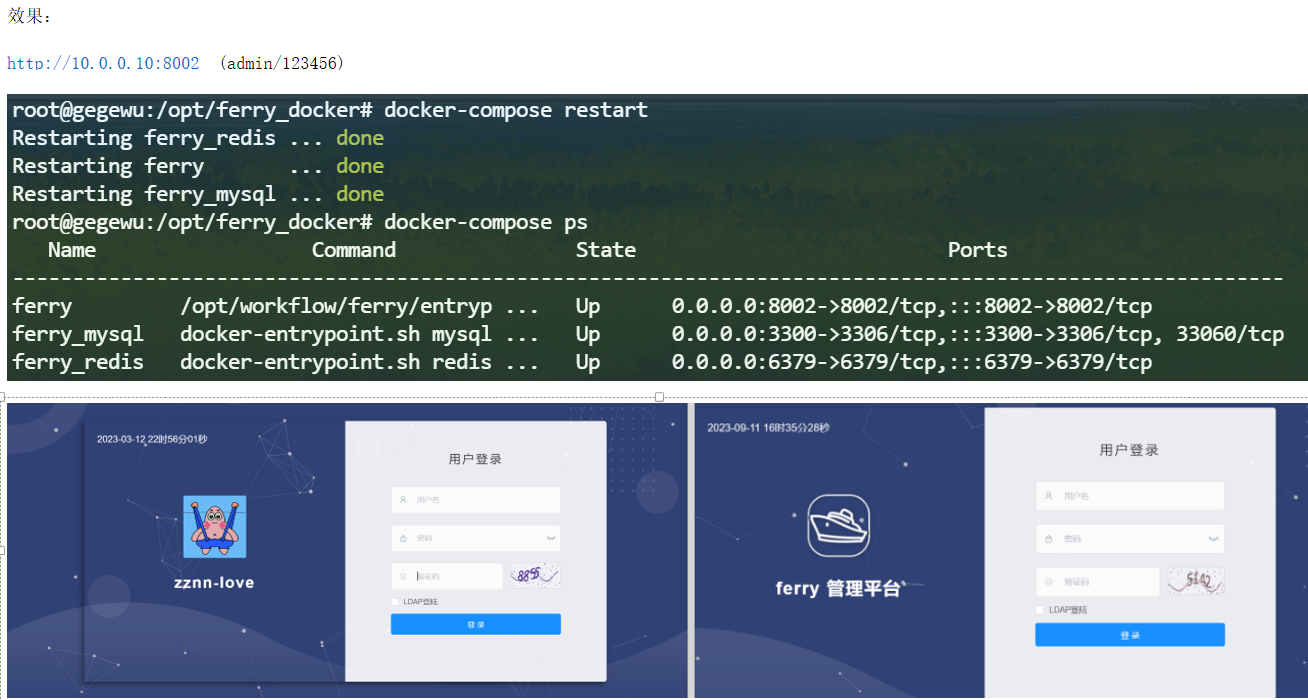 效果：
http://10.0.0.10:8002 （admin/123456）
root@gegewu:/opt/ferry_docker# docker-compose restart
Restarting ferry_redis ... done
Restarting ferry       ... done
Restarting ferry_mysql ... done
root@gegewu:/opt/ferry_docker# docker-compose ps
   Name                  Command               State                          Ports
----------------------------------------------------------------------------------------------------------
ferry         /opt/workflow/ferry/entryp ...   Up      0.0.0.0:8002->8002/tcp,:::8002->8002/tcp
ferry_mysql   docker-entrypoint.sh mysql ...   Up      0.0.0.0:3300->3306/tcp,:::3300->3306/tcp, 33060/tcp
ferry_redis   docker-entrypoint.sh redis ...   Up      0.0.0.0:6379->6379/tcp,:::6379->6379/tcp
2023-03-12 22时56分01秒
zznn-love
用户登录
用户名
密码
验证码
LDAP登陆
登录
2023-09-11 16时35分28秒
ferry 管理平台
用户登录
用户名
密码
验证码
5142
LDAP登陆
登录